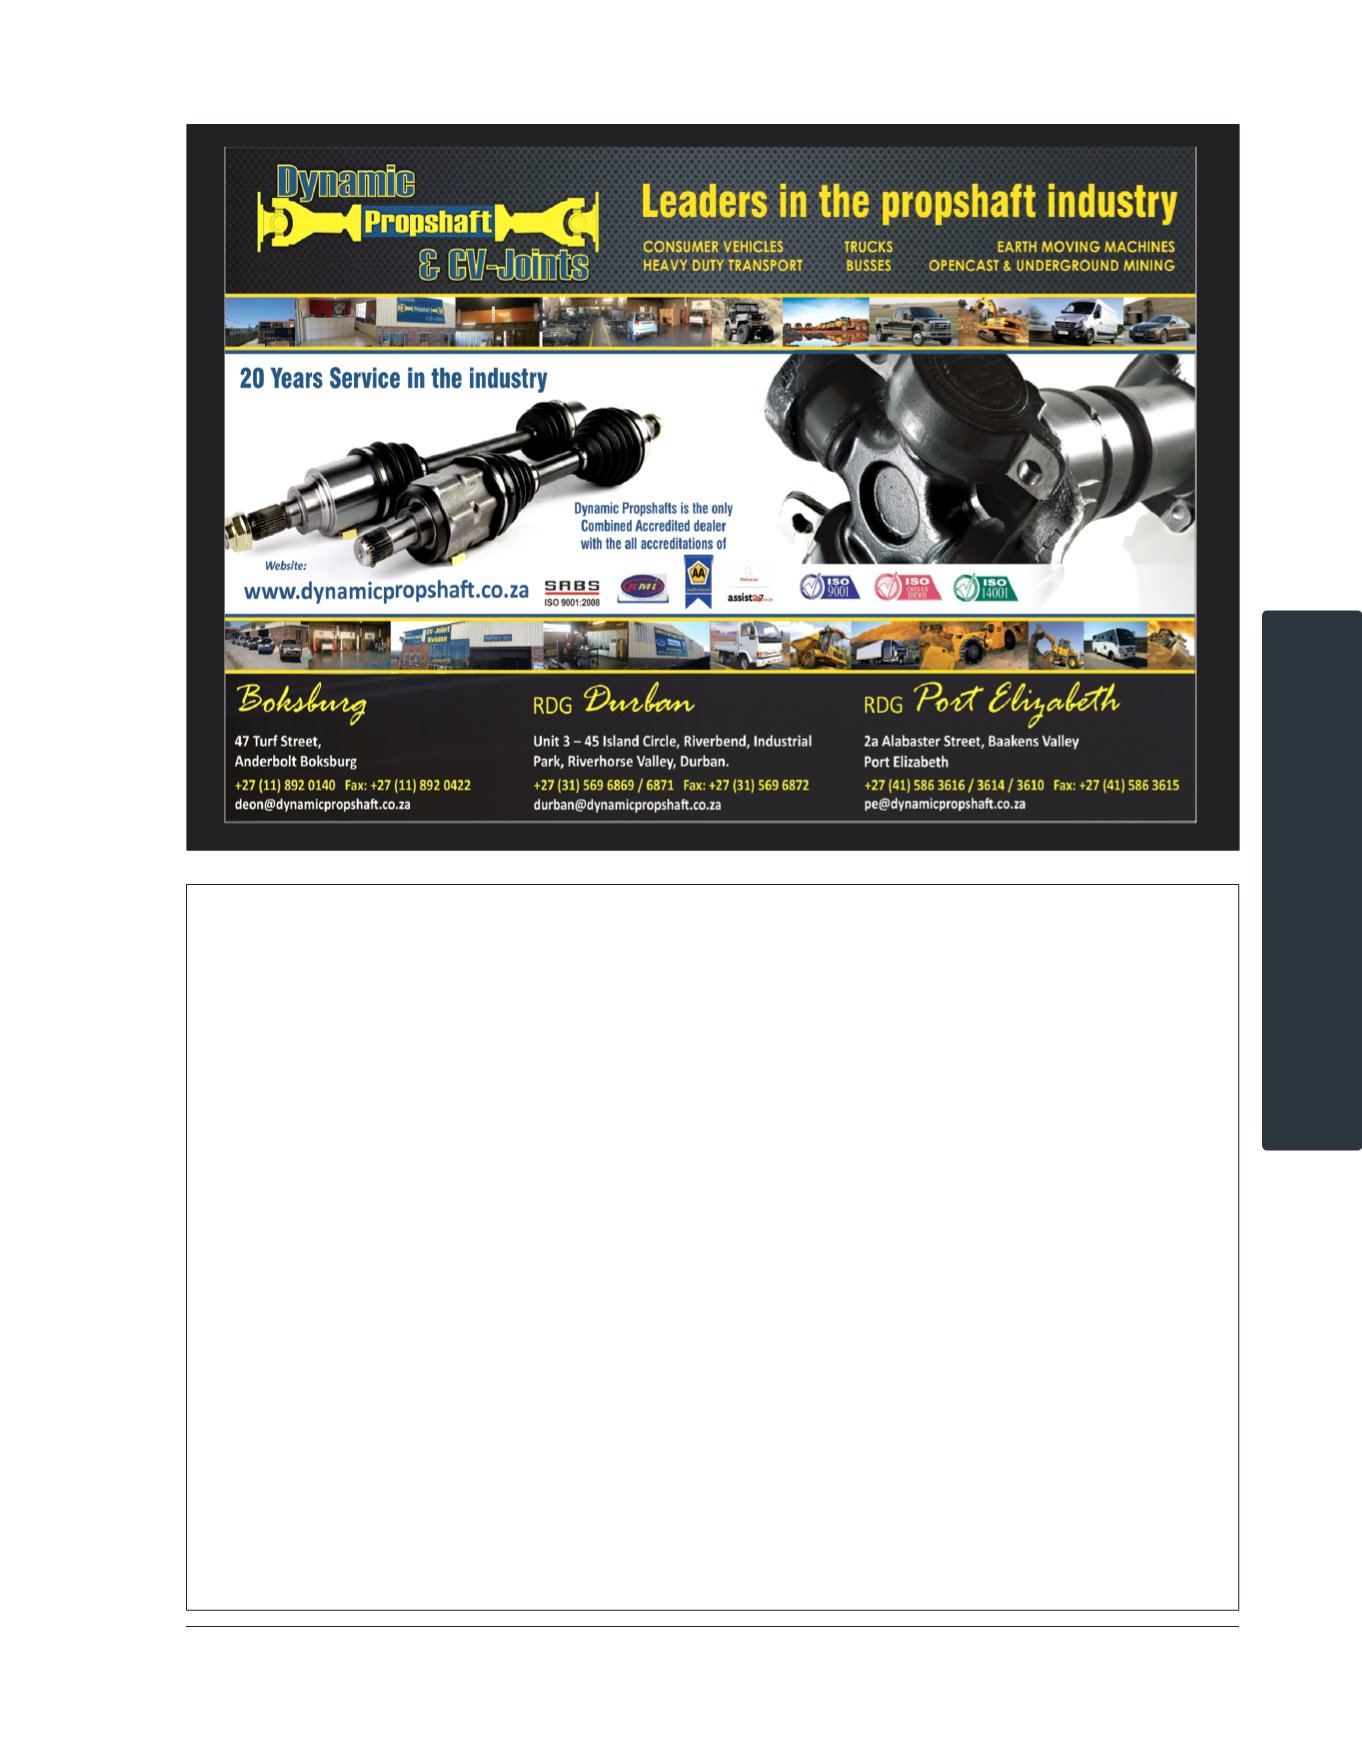 Dynamic
Propshaft
& CV-Joints
Leaders in the propshaft industry
CONSUMER VEHICLES TRUCKS EARTH MOVING MACHINES
HEAVY DUTY TRANSPORT BUSSES OPENCAST & UNDERGROUND MINING
20 Years Service in the industry
Dynamic Propshafts is the only
Combined Accredited dealer
with the all accreditations of
Website:
www.dynamicpropshaft.co.za
SABS
ISO 9001:2008
RMI
AA
assist247
ISO
9001
ISO
OHSAS
18001
ISO
14001
CV-Joint
Division
Boksburg
47 Turf Street,
Anderbolt Boksburg
+27 (11) 892 0140 Fax: +27 (11) 892 0422
deon@dynamicpropshaft.co.za
RDG Durban
Unit 3 – 45 Island Circle, Riverbend, Industrial
Park, Riverhorse Valley, Durban.
+27 (31) 569 6869 / 6871 Fax: +27 (31) 569 6872
durban@dynamicpropshaft.co.za
RDG Port Elizabeth
2a Alabaster Street, Baakens Valley
Port Elizabeth
+27 (41) 586 3616 / 3614 / 3610 Fax: +27 (41) 586 3615
pe@dynamicpropshaft.co.za